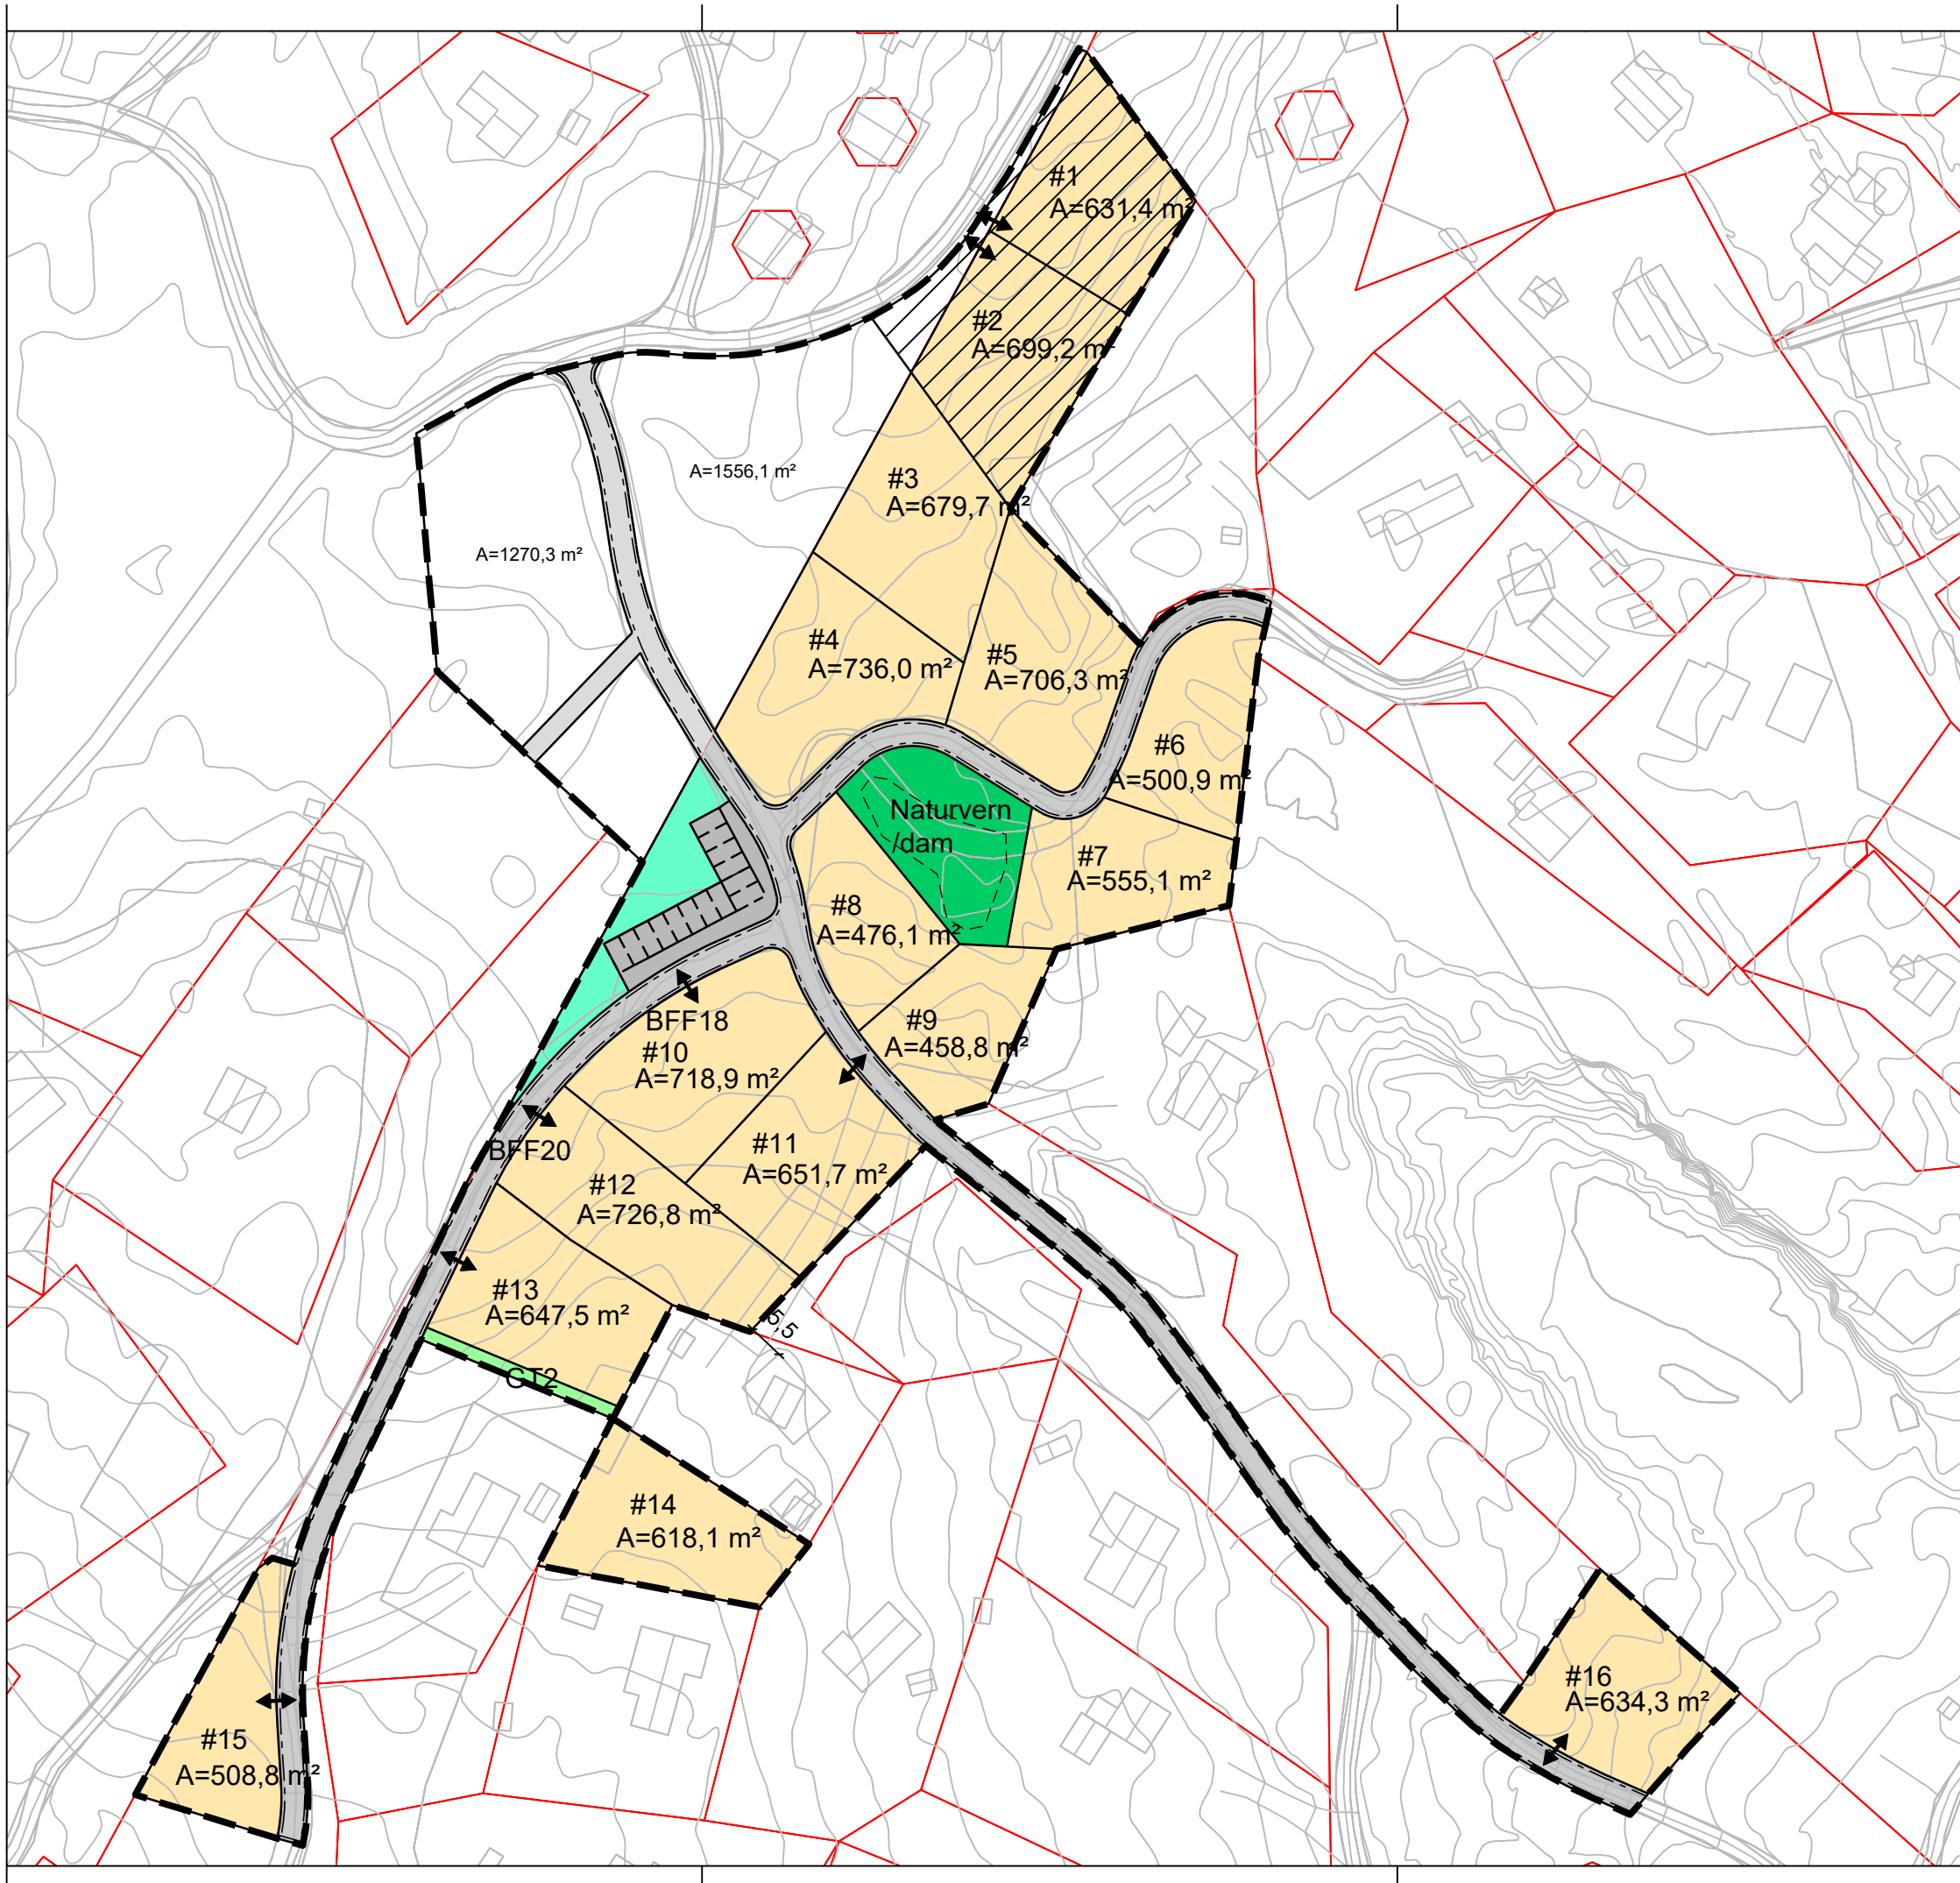 #1
A=631,4 m²
#2
A=699,2 m²
A=1556,1 m²
#3
A=679,7 m²
A=1270,3 m²
#4
A=736,0 m²
#5
A=706,3 m²
#6
A=500,9 m²
Naturvern
/dam
#7
A=555,1 m²
#8
A=476,1 m²
#9
A=458,8 m²
BFF18
#10
A=718,9 m²
BFF20
#11
A=651,7 m²
#12
A=726,8 m²
#13
A=647,5 m²
5,5
GT2
#14
A=618,1 m²
#16
A=634,3 m²
#15
A=508,8 m²